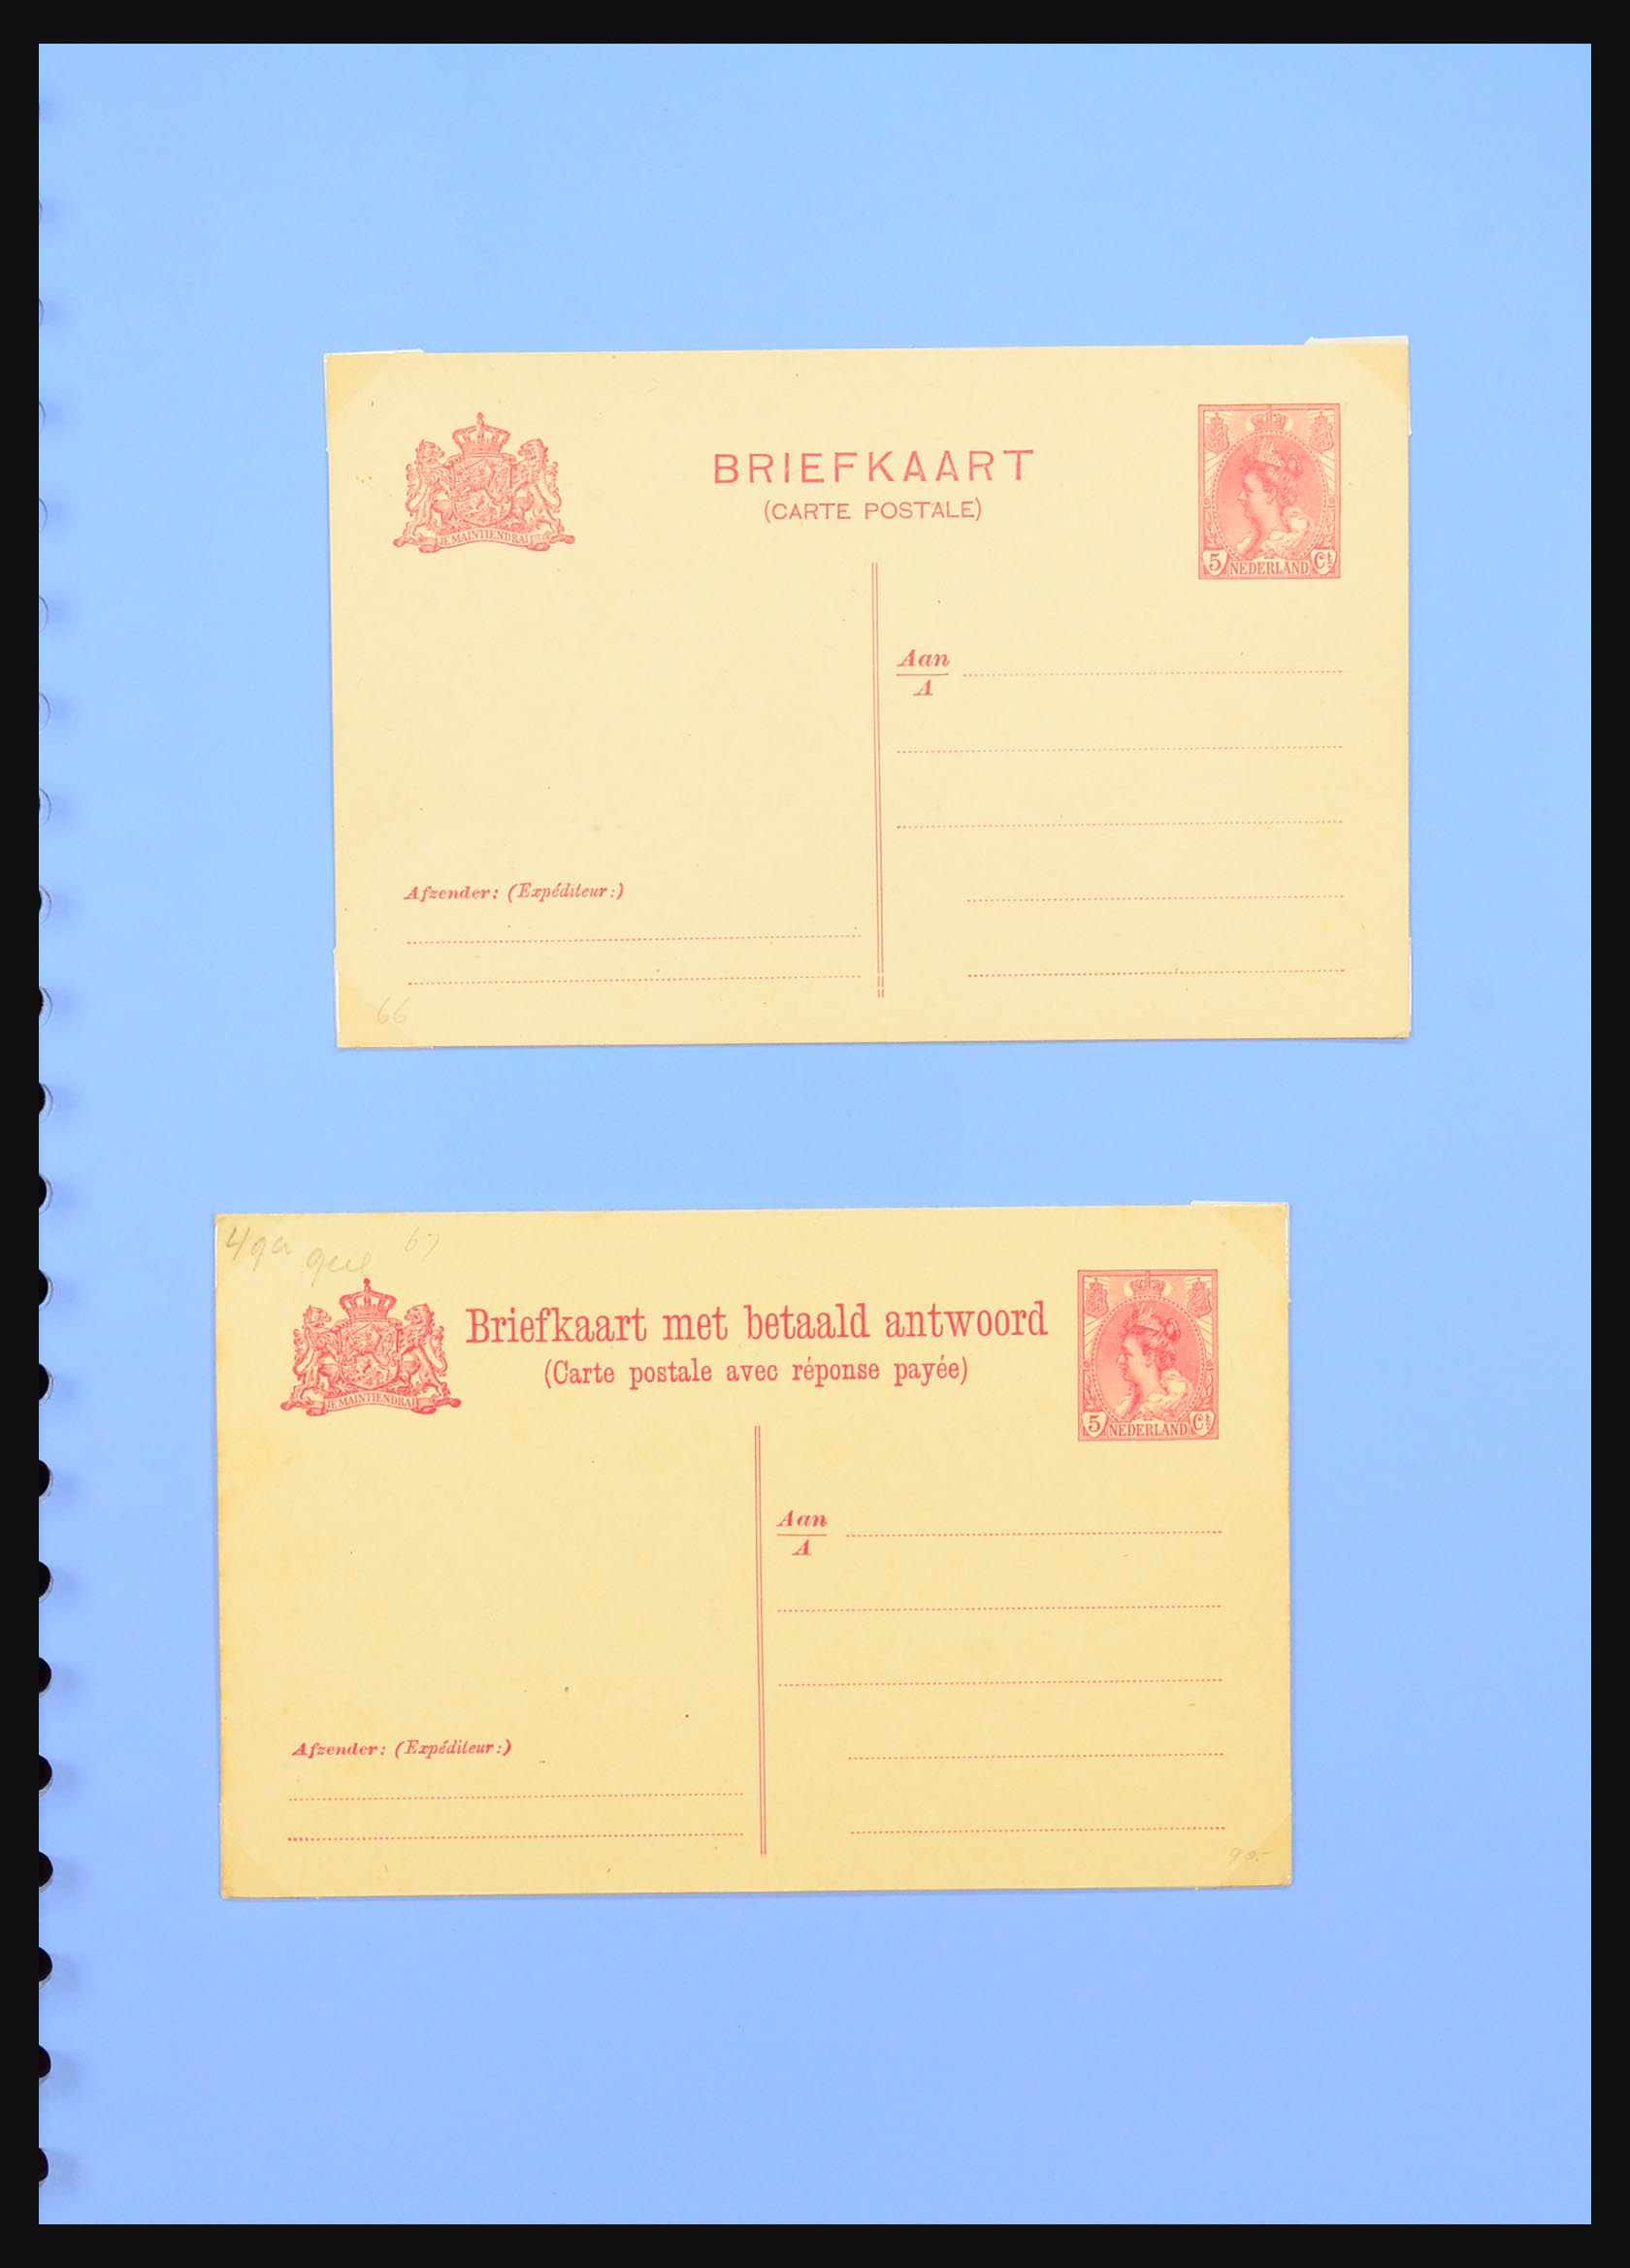 BRIEFKAART
(CARTE POSTALE)
JE MAINTIENDRAI
5 NEDERLAND Ct
Aan
A
Afzender: (Expéditeur:)
66
49a geel 67
Briefkaart met betaald antwoord
(Carte postale avec réponse payée)
JE MAINTIENDRAI
5 NEDERLAND Ct
Aan
A
Afzender: (Expéditeur:)
90.-